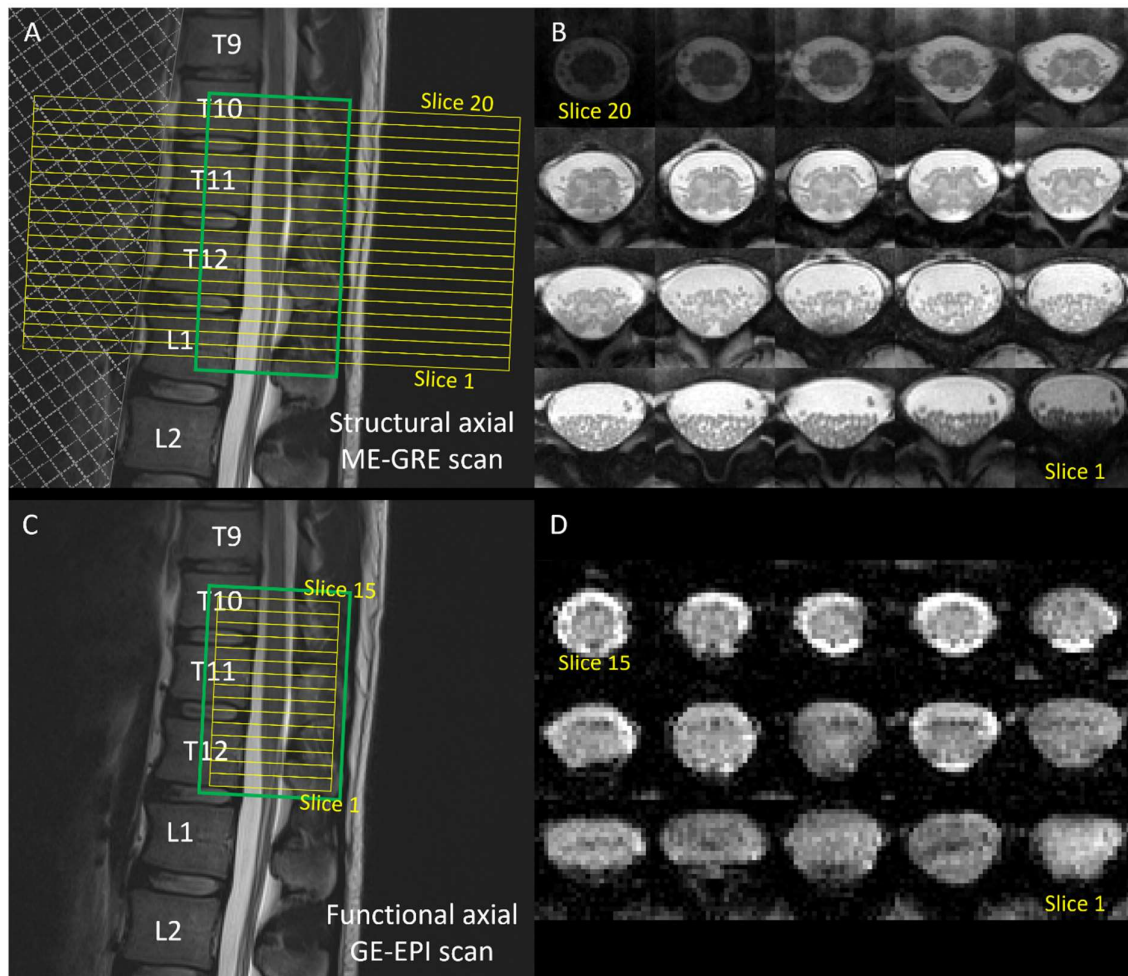 A
T9
T10
Slice 20
T11
T12
L1
Slice 1
L2
Structural axial
ME-GRE scan
B
Slice 20
Slice 1
C
T9
T10
Slice 15
T11
T12
Slice 1
L1
L2
Functional axial
GE-EPI scan
D
Slice 15
Slice 1